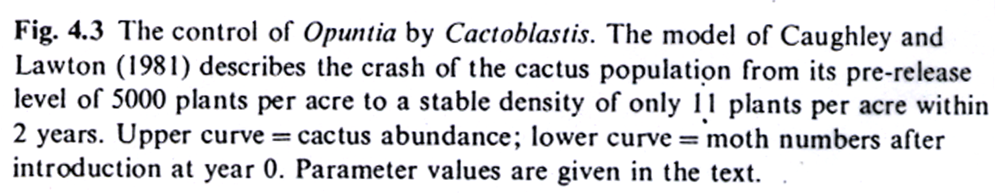 Fig. 4.3 The control of Opuntia by Cactoblastis. The model of Caughley and
Lawton (1981) describes the crash of the cactus population from its pre-release
level of 5000 plants per acre to a stable density of only 11 plants per acre within
2 years. Upper curve = cactus abundance; lower curve = moth numbers after
introduction at year 0. Parameter values are given in the text.